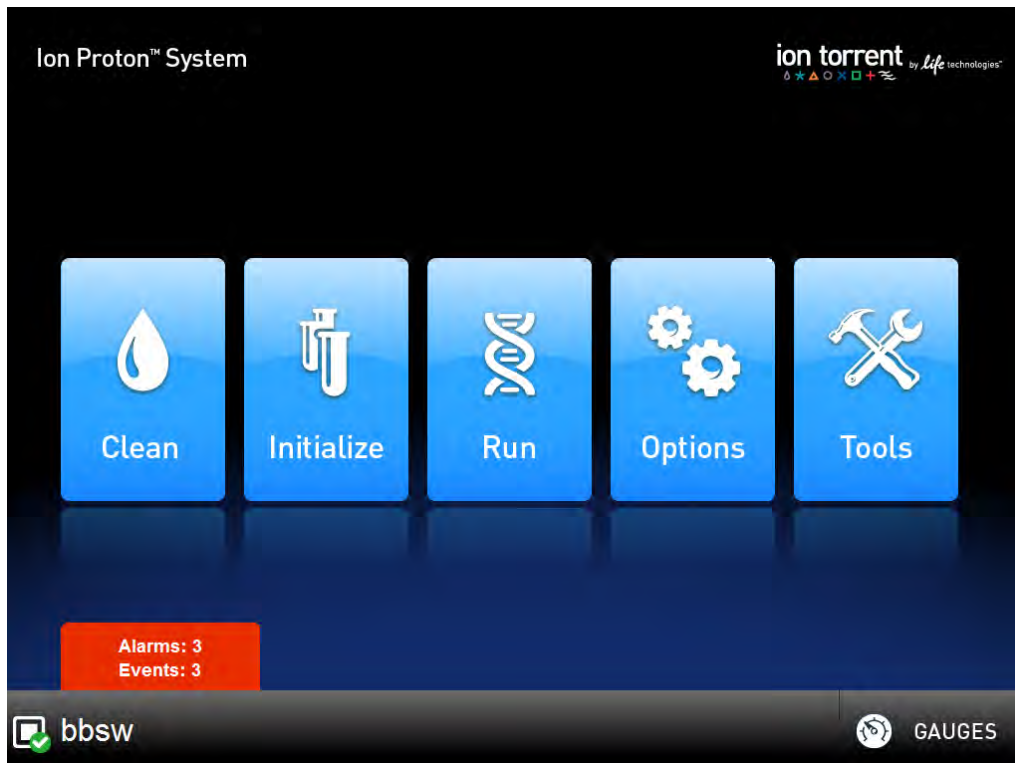 Ion Proton™ System
ion torrent by life technologies™
Clean
Initialize
Run
Options
Tools
Alarms: 3
Events: 3
bbsw
GAUGES